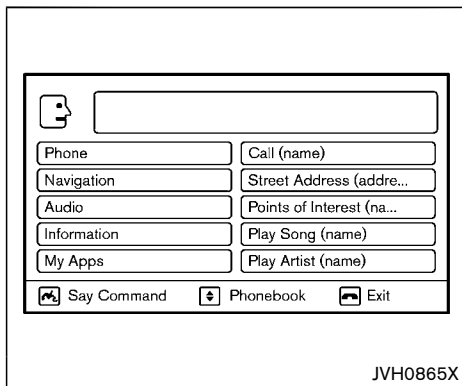 Phone
Call (name)
Navigation
Street Address (addre...
Audio
Points of Interest (na...
Information
Play Song (name)
My Apps
Play Artist (name)
Say Command
Phonebook
Exit
JVH0865X